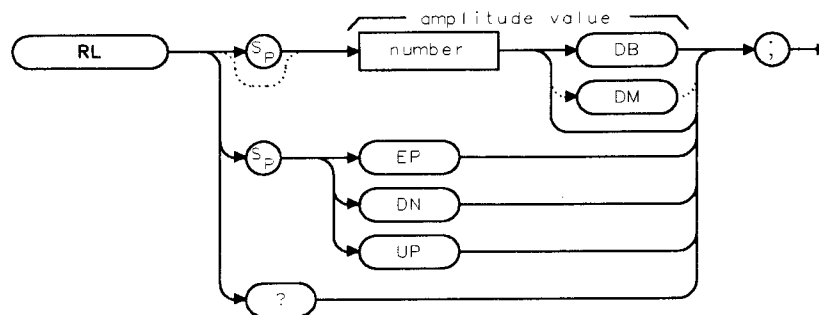 amplitude value
RL
SP
number
DB
;
DM
SP
EP
DN
UP
?